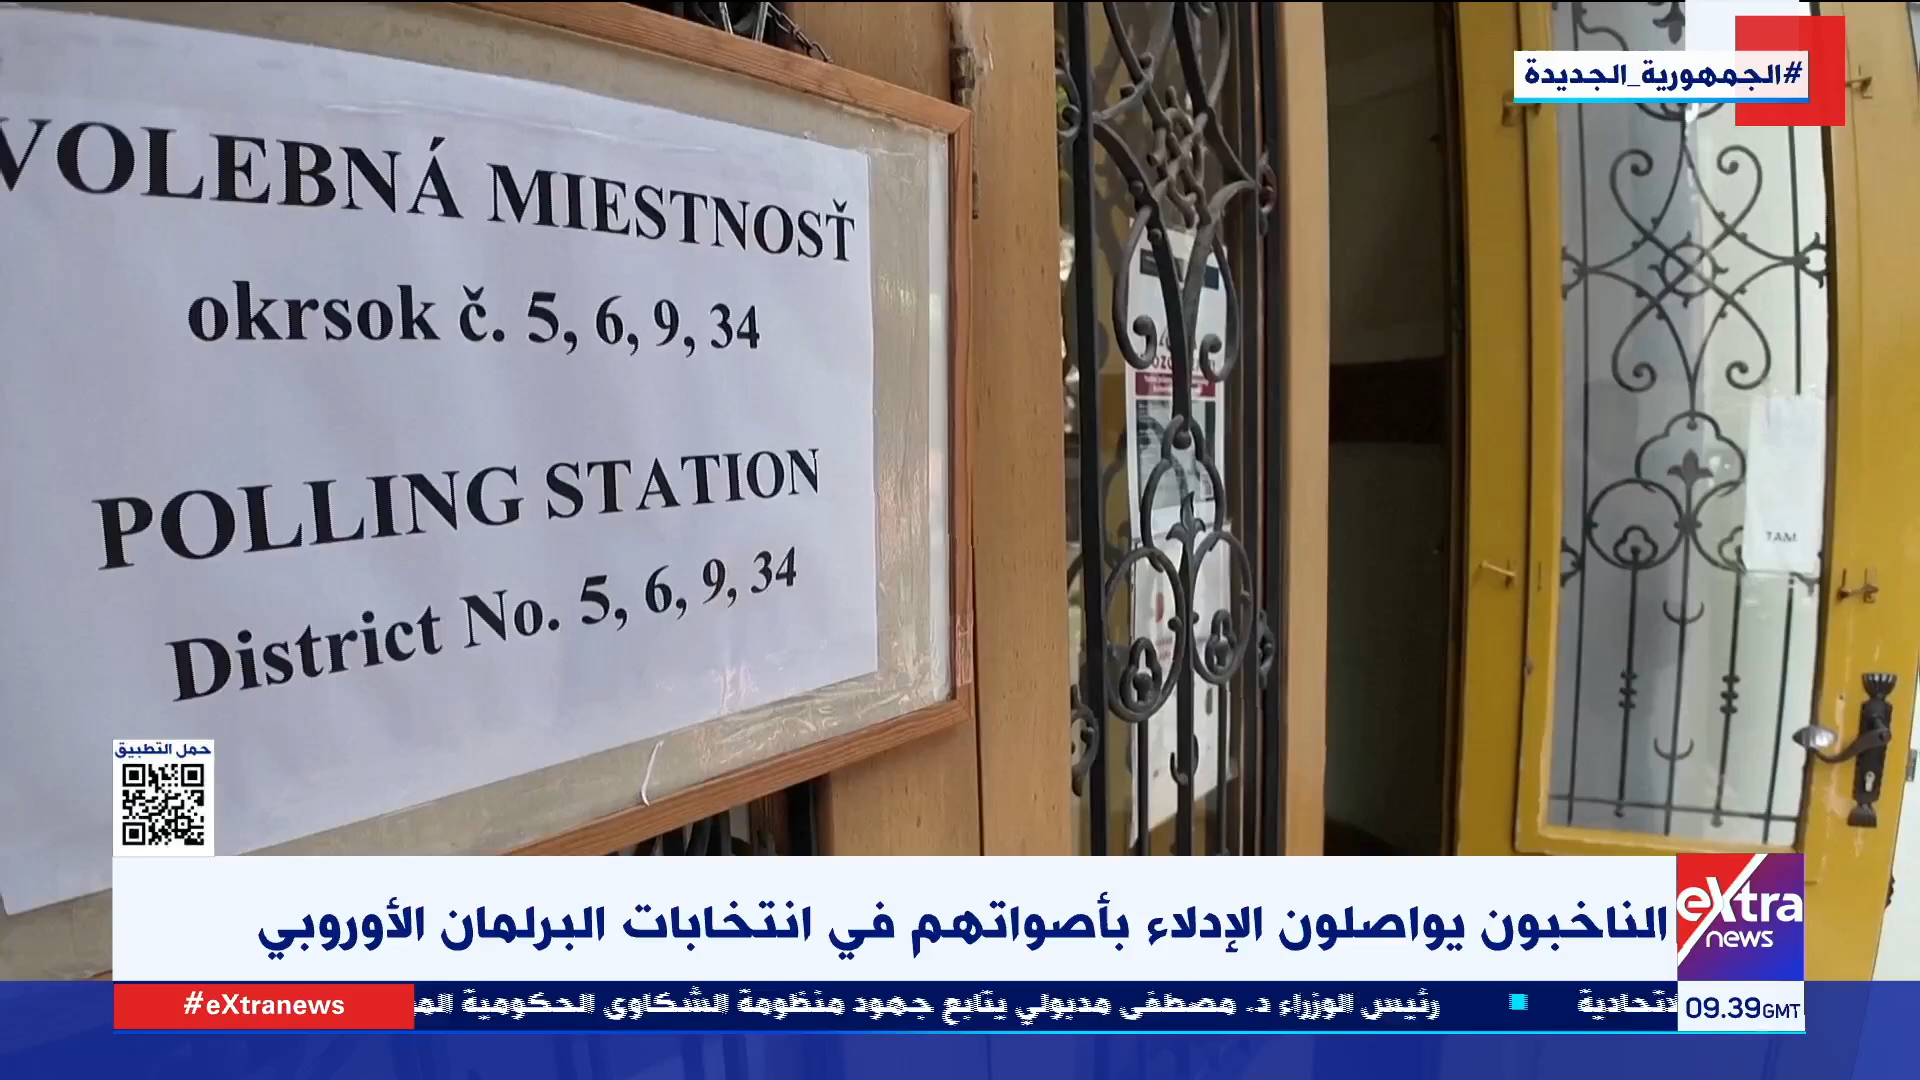 #الجمهورية_الجديدة
VOLEBNÁ MIESTNOSŤ
okrsok č. 5, 6, 9, 34
POLLING STATION
District No. 5, 6, 9, 34
TAM
حمل التطبيق
الناخبون يواصلون الإدلاء بأصواتهم في انتخابات البرلمان الأوروبي
eXtra
news
#eXtranews
رئيس الوزراء د. مصطفى مدبولي يتابع جهود منظومة الشكاوى الحكومية
09.39GMT